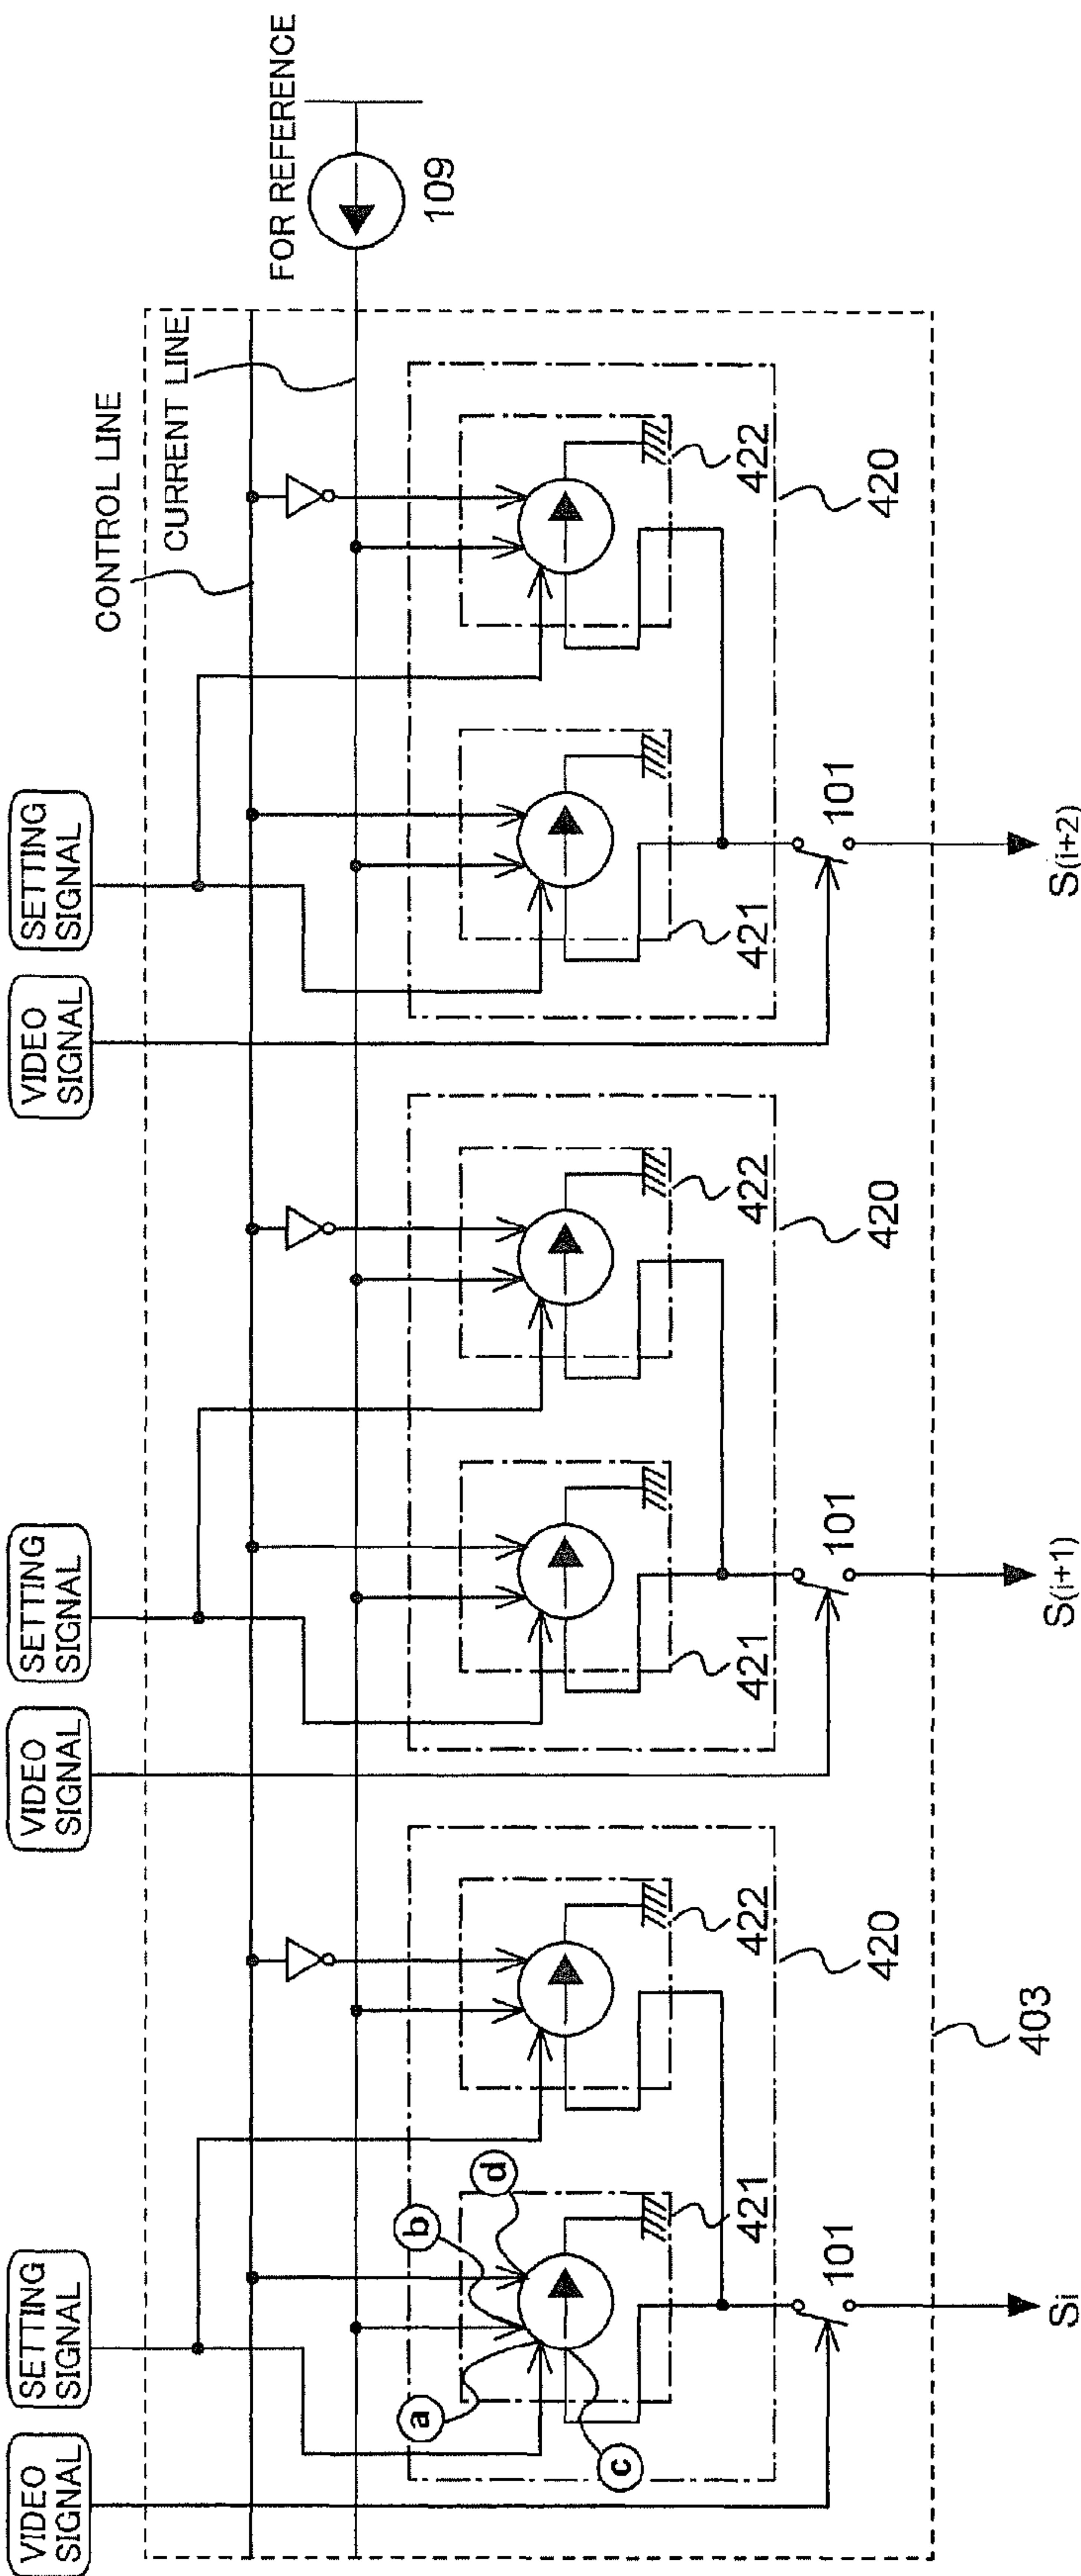 VIDEO
SIGNAL
SETTING
SIGNAL
VIDEO
SIGNAL
SETTING
SIGNAL
VIDEO
SIGNAL
SETTING
SIGNAL
CONTROL LINE
CURRENT LINE
FOR REFERENCE
109
a
b
c
d
421
422
420
421
422
420
421
422
420
101
101
101
403
Si
S(i+1)
S(i+2)